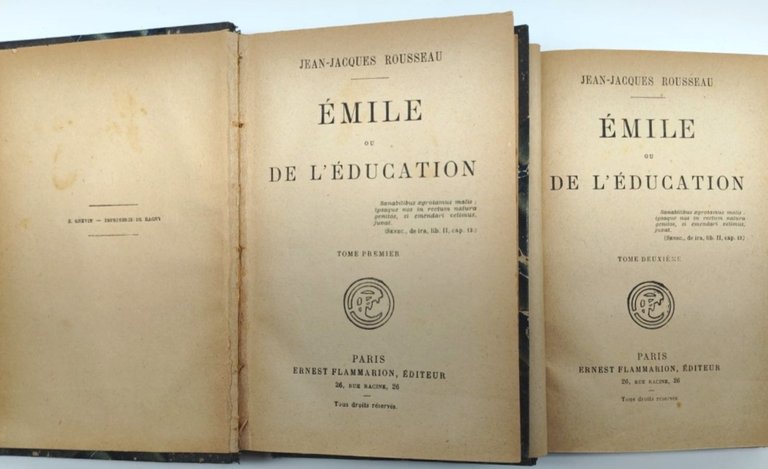 E. GREVIN — IMPRIMERIE DE LAGNY
JEAN-JACQUES ROUSSEAU
ÉMILE
OU
DE L'ÉDUCATION
Sanabilibus ægrotamus malis ;
ipsaque nos in rectum natura
genitos, si emendari velimus,
juvat.
(Senec., de ira, lib. II, cap. 13.)
TOME PREMIER
PARIS
ERNEST FLAMMARION, ÉDITEUR
26, RUE RACINE, 26
Tous droits réservés.
JEAN-JACQUES ROUSSEAU
ÉMILE
OU
DE L'ÉDUCATION
Sanabilibus ægrotamus malis ;
ipsaque nos in rectum natura
genitos, si emendari velimus,
juvat.
(Senec., de ira, lib. II, cap. 13.)
TOME DEUXIÈME
PARIS
ERNEST FLAMMARION, ÉDITEUR
26, RUE RACINE, 26
Tous droits réservés